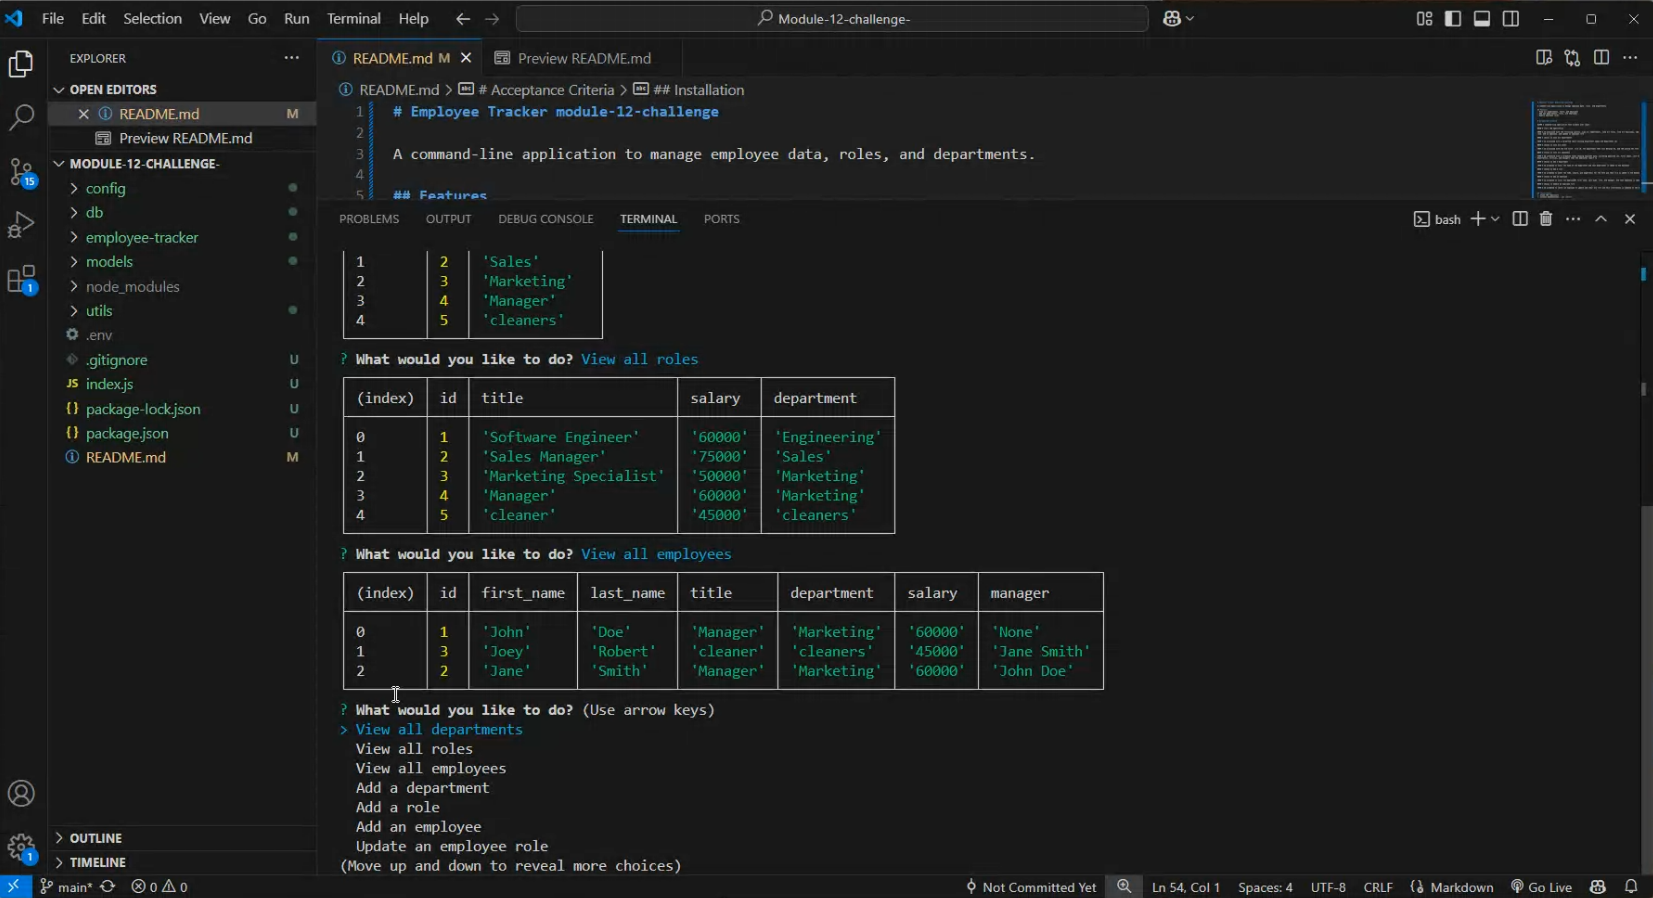 File Edit Selection View Go Run Terminal Help Module-12-challenge-
EXPLORER
OPEN EDITORS
README.md M
Preview README.md
MODULE-12-CHALLENGE-
config
db
employee-tracker
models
node_modules
utils
.env
.gitignore U
JS index.js U
{} package-lock.json U
{} package.json U
README.md M
OUTLINE
TIMELINE
15
1
1
README.md M Preview README.md
README.md > # Acceptance Criteria > ## Installation
1 # Employee Tracker module-12-challenge
2
3 A command-line application to manage employee data, roles, and departments.
4
5 ## Features
PROBLEMS OUTPUT DEBUG CONSOLE TERMINAL PORTS bash
1 2 'Sales'
2 3 'Marketing'
3 4 'Manager'
4 5 'cleaners'
? What would you like to do? View all roles
(index) id title salary department
0 1 'Software Engineer' '60000' 'Engineering'
1 2 'Sales Manager' '75000' 'Sales'
2 3 'Marketing Specialist' '50000' 'Marketing'
3 4 'Manager' '60000' 'Marketing'
4 5 'cleaner' '45000' 'cleaners'
? What would you like to do? View all employees
(index) id first_name last_name title department salary manager
0 1 'John' 'Doe' 'Manager' 'Marketing' '60000' 'None'
1 3 'Joey' 'Robert' 'cleaner' 'cleaners' '45000' 'Jane Smith'
2 2 'Jane' 'Smith' 'Manager' 'Marketing' '60000' 'John Doe'
? What would you like to do? (Use arrow keys)
> View all departments
View all roles
View all employees
Add a department
Add a role
Add an employee
Update an employee role
(Move up and down to reveal more choices)
main* 0 0 Not Committed Yet Ln 54, Col 1 Spaces: 4 UTF-8 CRLF Markdown Go Live